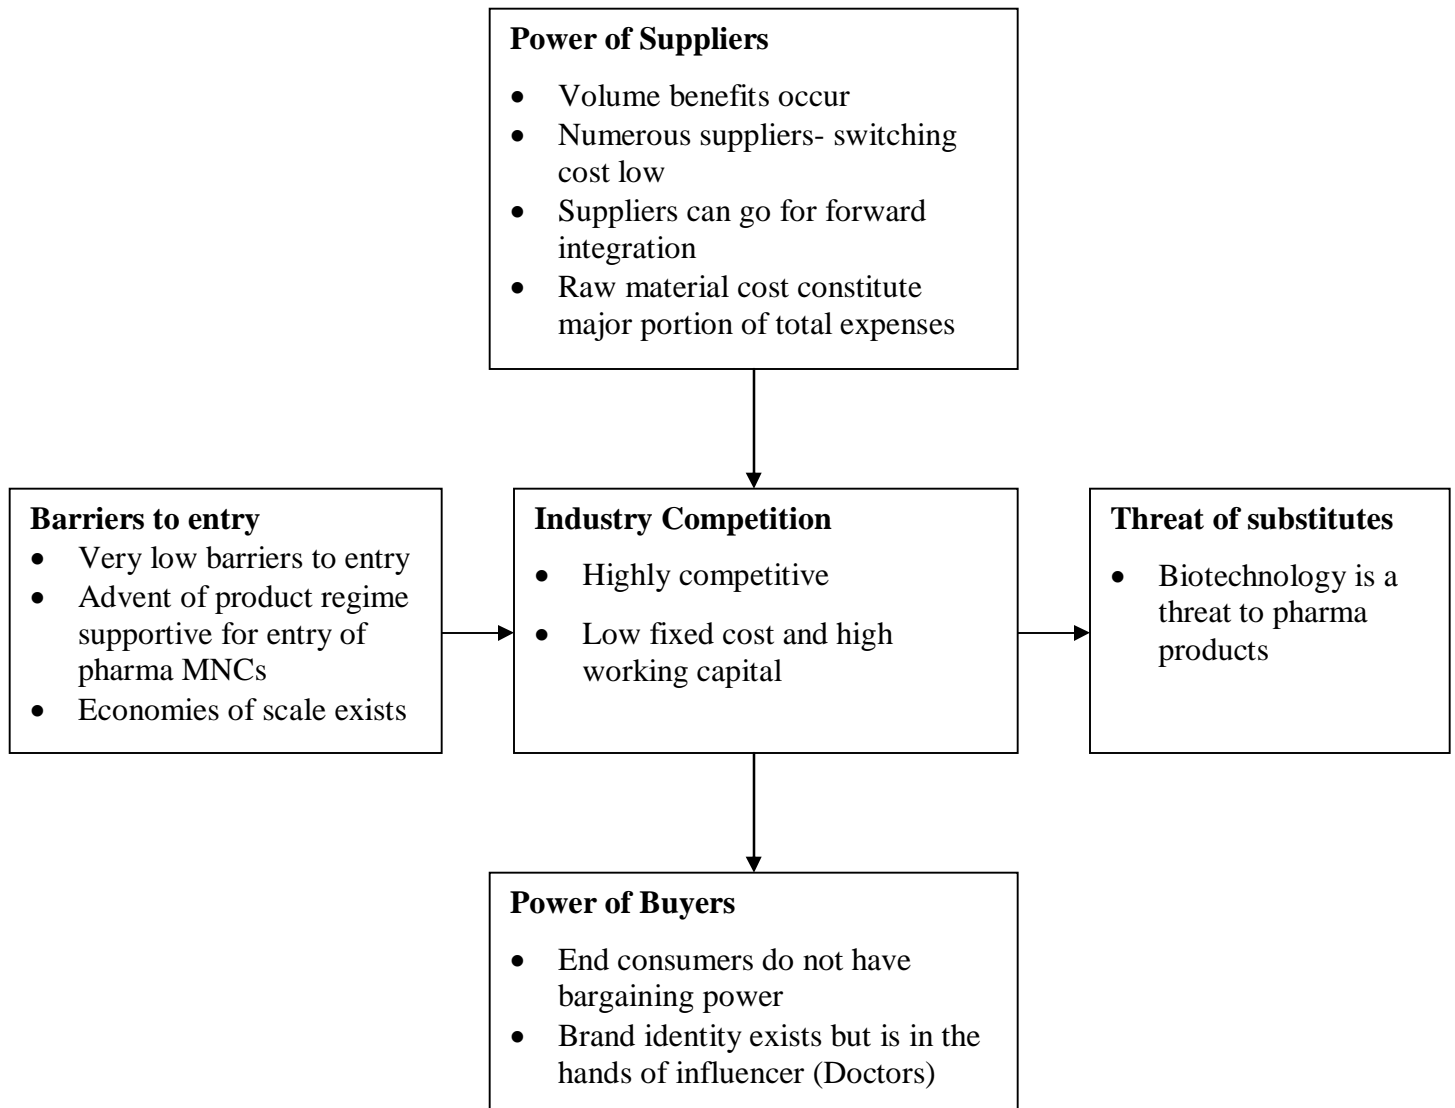 Power of Suppliers
• Volume benefits occur
• Numerous suppliers- switching
cost low
• Suppliers can go for forward
integration
• Raw material cost constitute
major portion of total expenses
Barriers to entry
• Very low barriers to entry
• Advent of product regime
supportive for entry of
pharma MNCs
• Economies of scale exists
Industry Competition
• Highly competitive
• Low fixed cost and high
working capital
Threat of substitutes
• Biotechnology is a
threat to pharma
products
Power of Buyers
• End consumers do not have
bargaining power
• Brand identity exists but is in the
hands of influencer (Doctors)